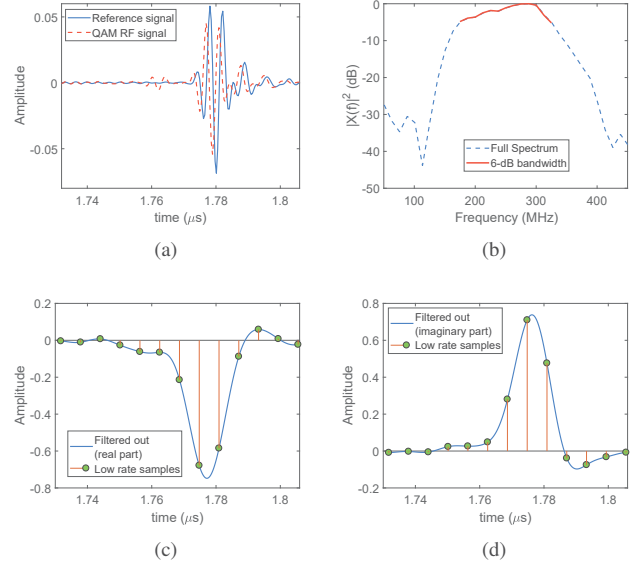 Reference signal
QAM RF signal
0.05
0
-0.05
Amplitude
1.74
1.76
1.78
1.8
time (μs)
(a)
0
-10
-20
-30
-40
-50
|X(f)|² (dB)
Full Spectrum
6-dB bandwidth
100
200
300
400
Frequency (MHz)
(b)
0.2
0
-0.2
-0.4
-0.6
-0.8
Amplitude
Filtered out
(real part)
Low rate samples
1.74
1.76
1.78
1.8
time (μs)
(c)
0.8
0.6
0.4
0.2
0
-0.2
Amplitude
Filtered out
(imaginary part)
Low rate samples
1.74
1.76
1.78
1.8
time (μs)
(d)